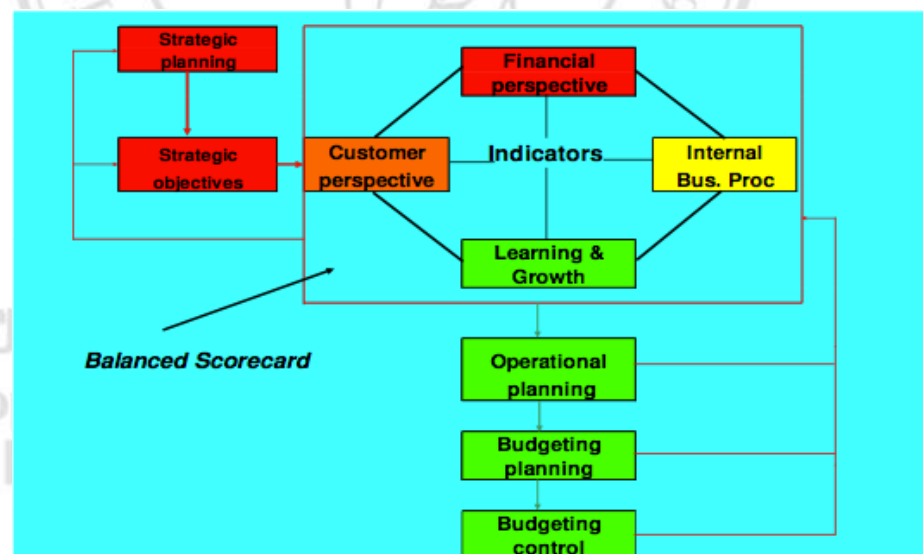 Strategic
planning
Strategic
objectives
Financial
perspective
Customer
perspective
Indicators
Internal
Bus. Proc
Learning &
Growth
Balanced Scorecard
Operational
planning
Budgeting
planning
Budgeting
control